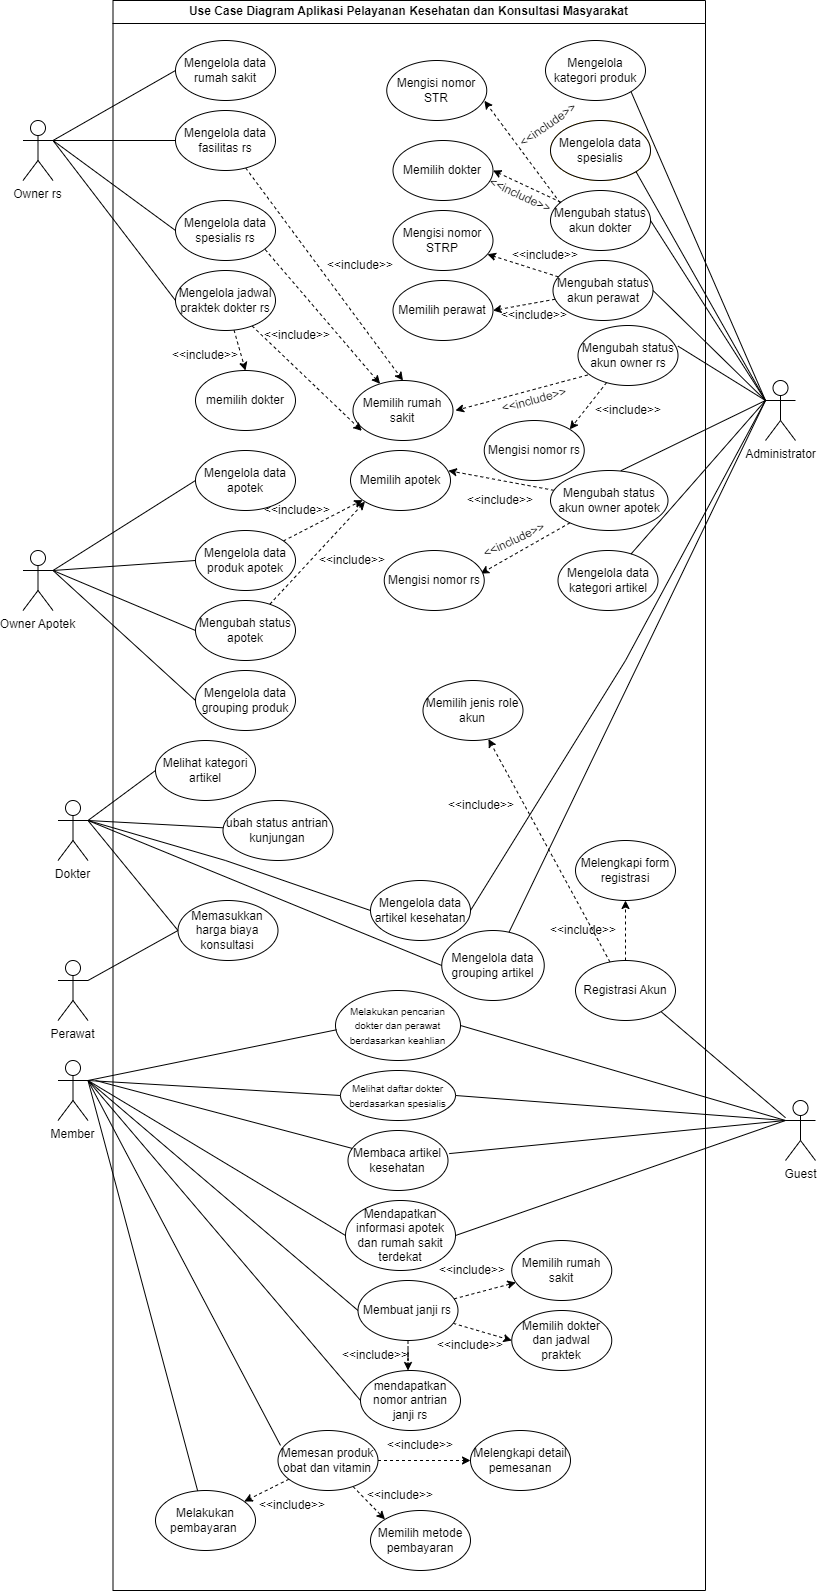 Use Case Diagram Aplikasi Pelayanan Kesehatan dan Konsultasi Masyarakat
Mengelola data
rumah sakit
Mengisi nomor
STR
Mengelola
kategori produk
<<include>>
Owner rs
Mengelola data
fasilitas rs
Mengelola data
spesialis
Memilih dokter
<<include>>
Mengubah status
akun dokter
Mengelola data
spesialis rs
Mengisi nomor
STRP
<<include>>
<<include>>
Mengelola jadwal
praktek dokter rs
Memilih perawat
<<include>>
Mengubah status
akun perawat
<<include>>
<<include>>
Mengubah status
akun owner rs
memilih dokter
Memilih rumah
sakit
<<include>>
<<include>>
Administrator
Mengisi nomor rs
Mengelola data
apotek
Memilih apotek
<<include>>
<<include>>
Mengubah status
akun owner apotek
Owner Apotek
Mengelola data
produk apotek
<<include>>
<<include>>
Mengisi nomor rs
Mengelola data
kategori artikel
Mengubah status
apotek
Mengelola data
grouping produk
Memilih jenis role
akun
Melihat kategori
artikel
<<include>>
Dokter
ubah status antrian
kunjungan
Melengkapi form
registrasi
Mengelola data
artikel kesehatan
Memasukkan
harga biaya
konsultasi
<<include>>
Mengelola data
grouping artikel
Registrasi Akun
Perawat
Melakukan pencarian
dokter dan perawat
berdasarkan keahlian
Member
Melihat daftar dokter
berdasarkan spesialis
Membaca artikel
kesehatan
Guest
Mendapatkan
informasi apotek
dan rumah sakit
terdekat
<<include>>
Memilih rumah
sakit
Membuat janji rs
<<include>>
Memilih dokter
dan jadwal
praktek
<<include>>
mendapatkan
nomor antrian
janji rs
Memesan produk
obat dan vitamin
<<include>>
Melengkapi detail
pemesanan
<<include>>
<<include>>
Melakukan
pembayaran
Memilih metode
pembayaran